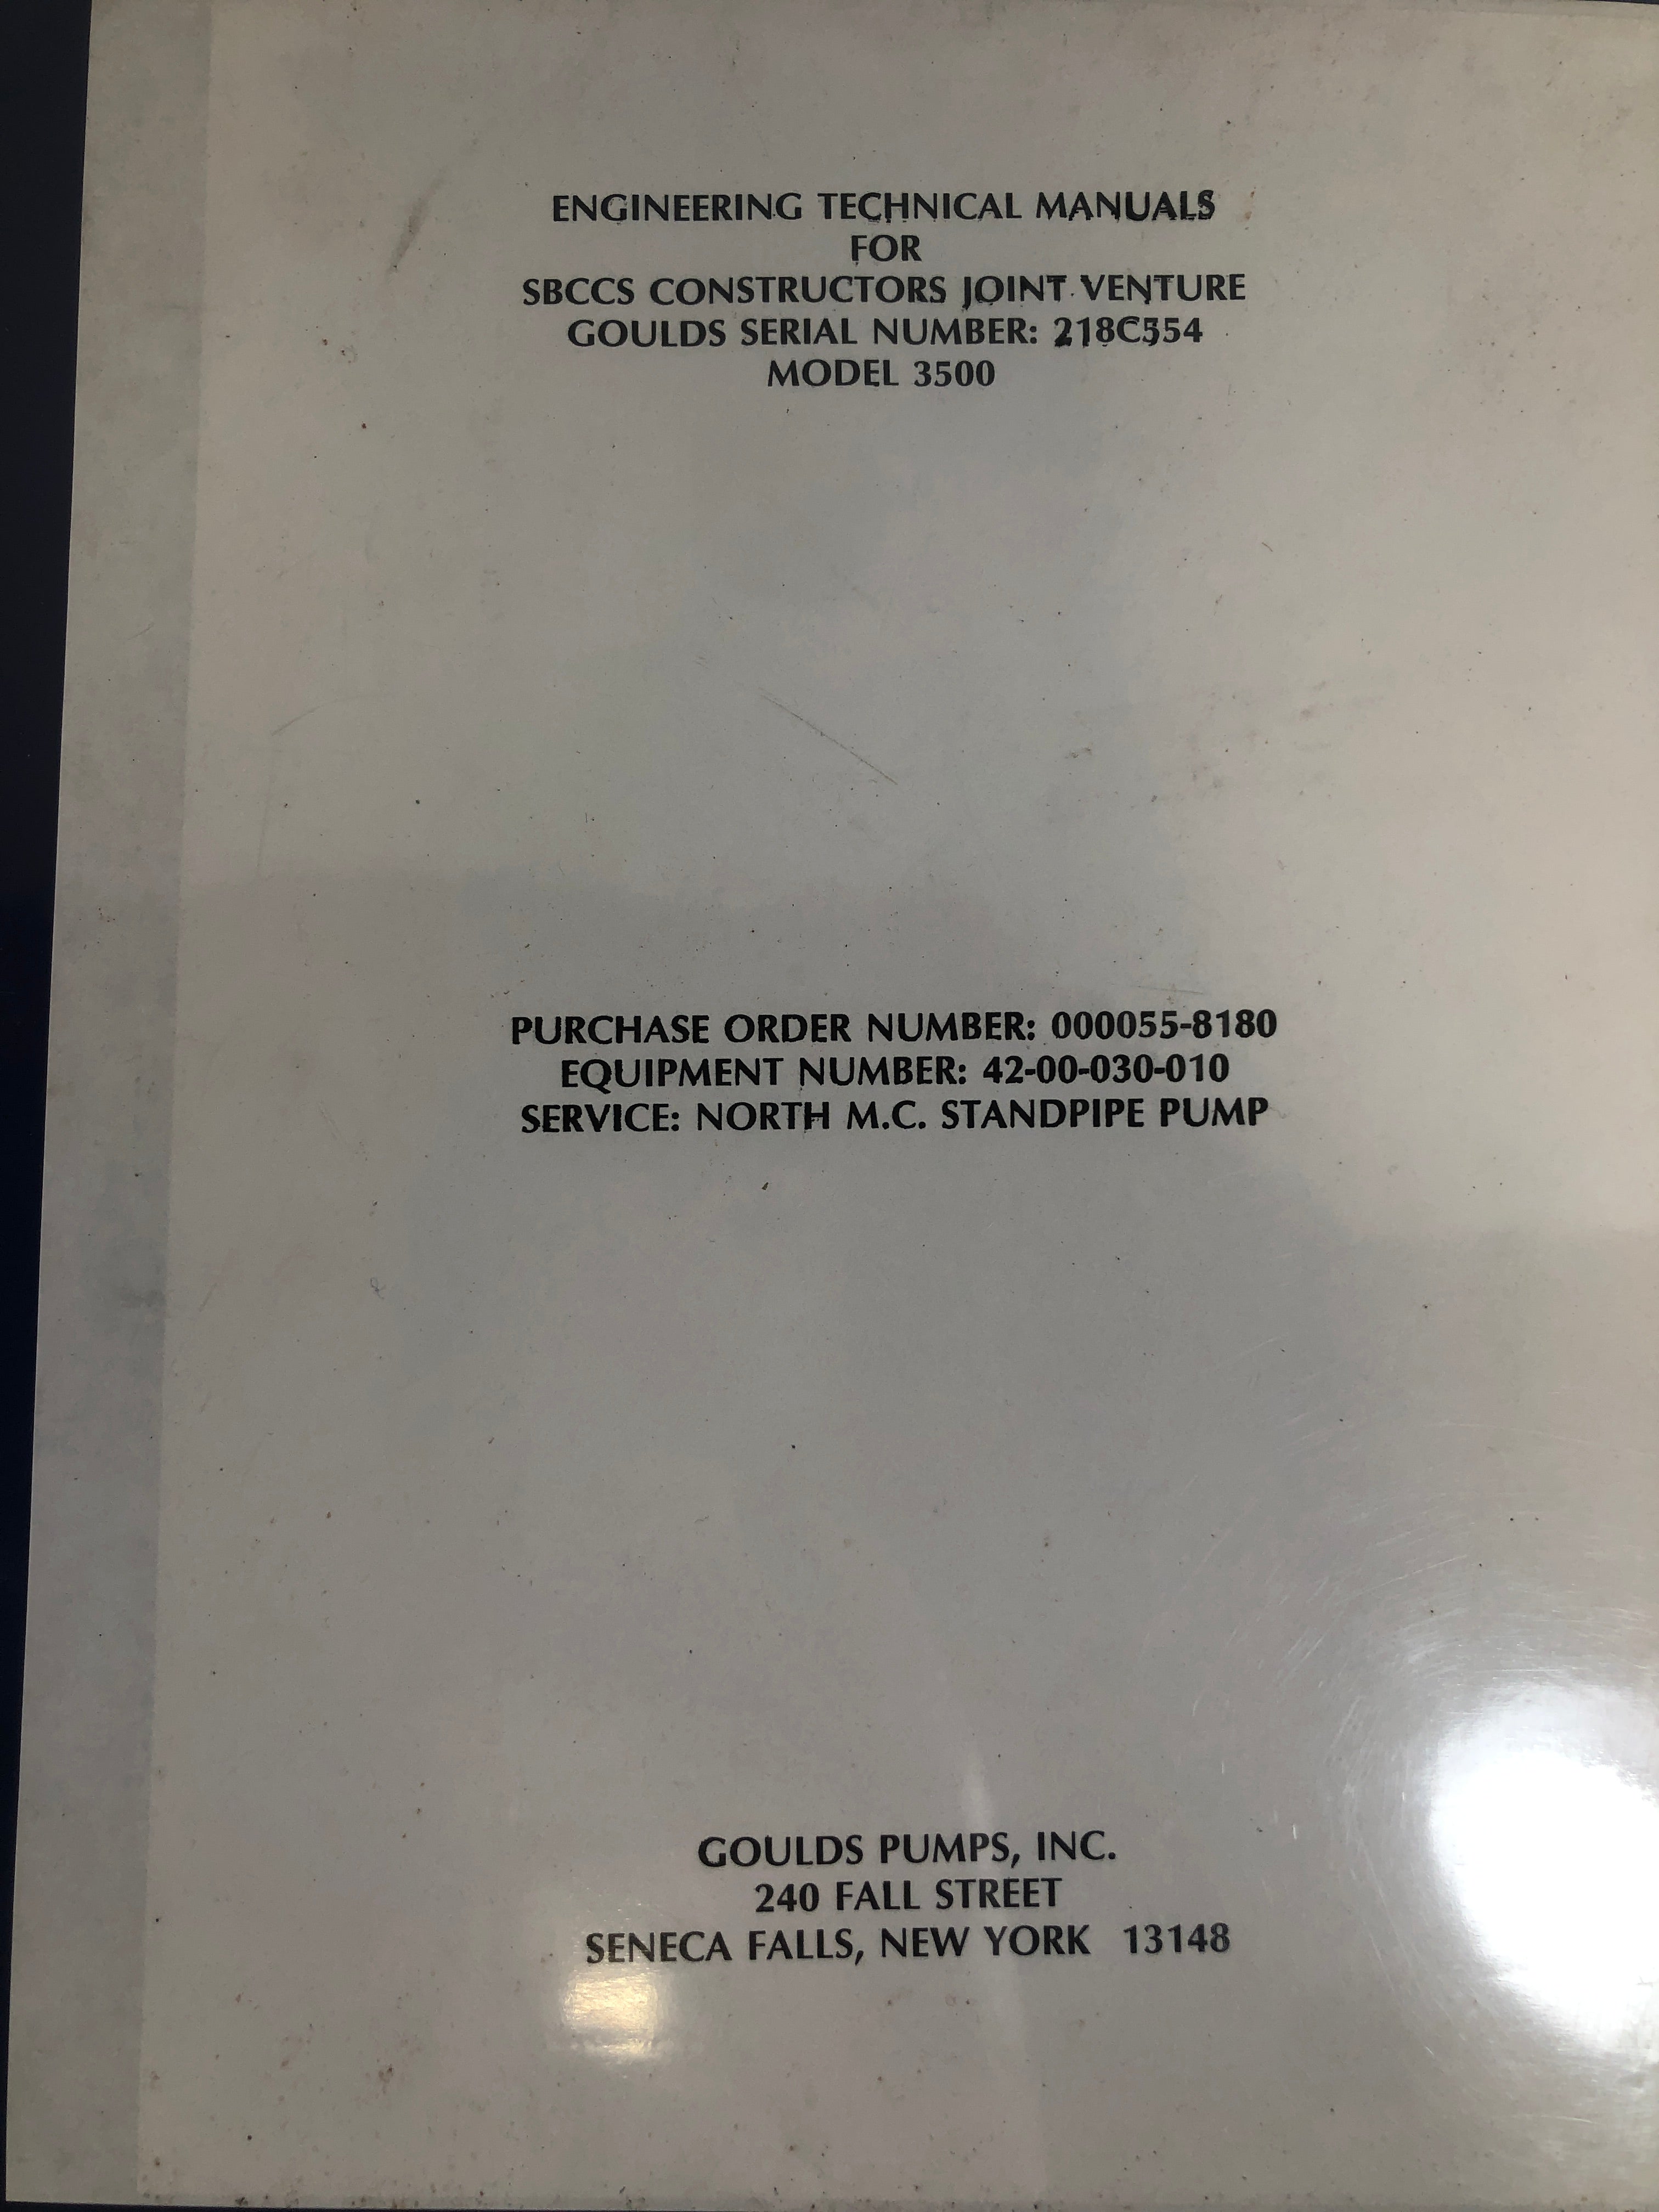 ENGINEERING TECHNICAL MANUALS
FOR
SBCCS CONSTRUCTORS JOINT VENTURE
GOULDS SERIAL NUMBER: 218C554
MODEL 3500
PURCHASE ORDER NUMBER: 000055-8180
EQUIPMENT NUMBER: 42-00-030-010
SERVICE: NORTH M.C. STANDPIPE PUMP
GOULDS PUMPS, INC.
240 FALL STREET
SENECA FALLS, NEW YORK 13148